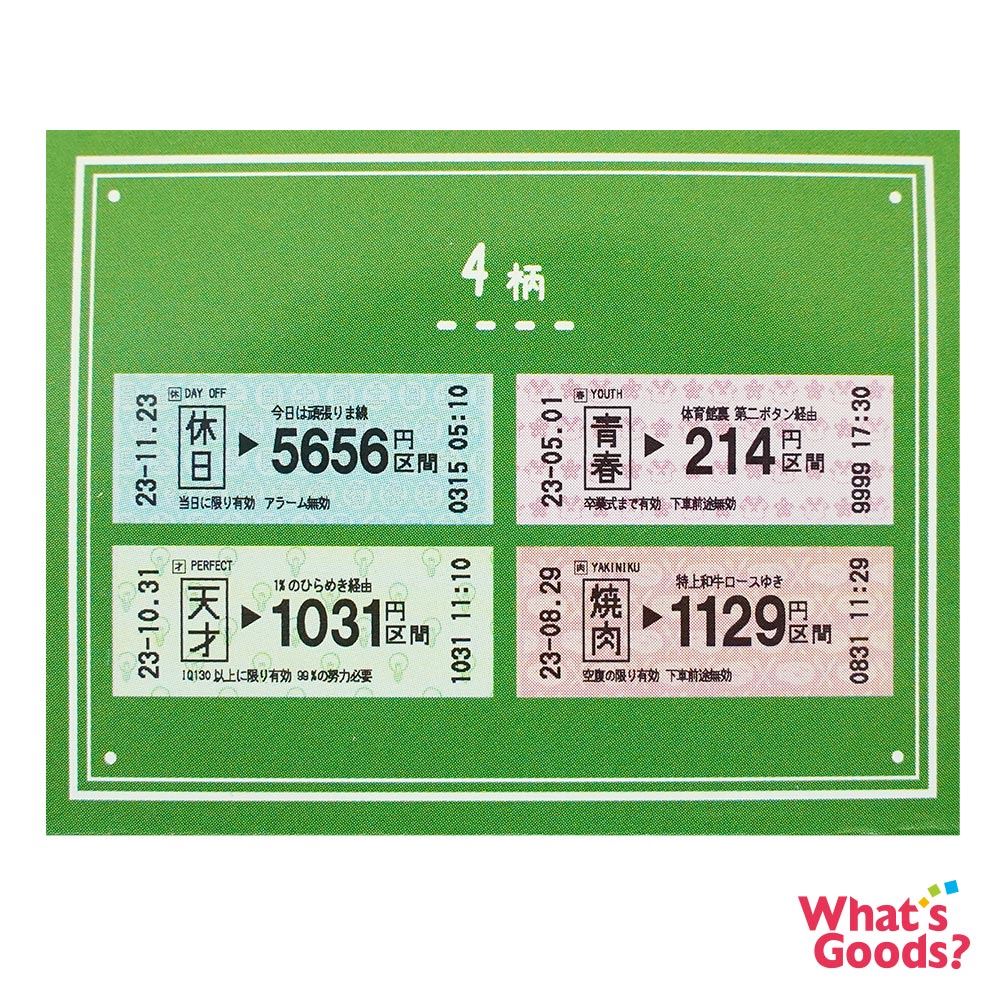 4柄
23-11.23
休 DAY OFF
休日
今日は頑張りま線
▶5656円区間
当日に限り有効 アラーム無効
0315 05:10
23-05.01
春 YOUTH
青春
体育館裏 第二ボタン経由
▶214円区間
卒業式まで有効 下車前途無効
9999 17:30
23-10.31
才 PERFECT
天才
1%のひらめき経由
▶1031円区間
IQ130以上に限り有効 99%の努力必要
1031 11:10
23-08.29
肉 YAKINIKU
焼肉
特上和牛ロースゆき
▶1129円区間
空腹の限り有効 下車前途無効
0831 11:29
What's
Goods?